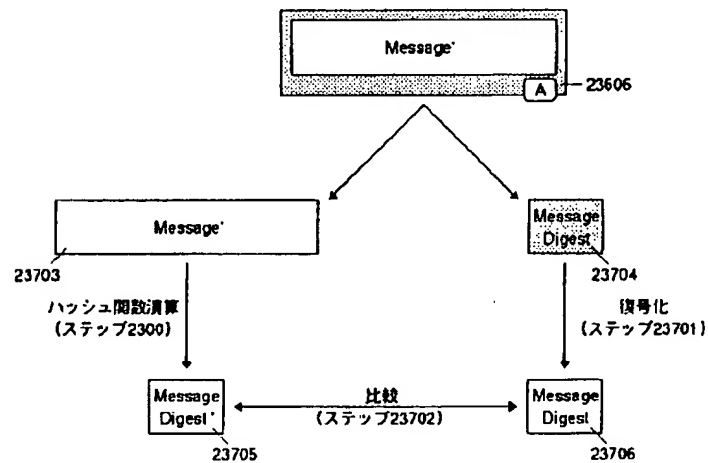 Message'
A
23606
Message'
Message
Digest
23703
23704
ハッシュ関数演算
(ステップ2300)
復号化
(ステップ23701)
Message
Digest'
比較
(ステップ23702)
Message
Digest
23705
23706